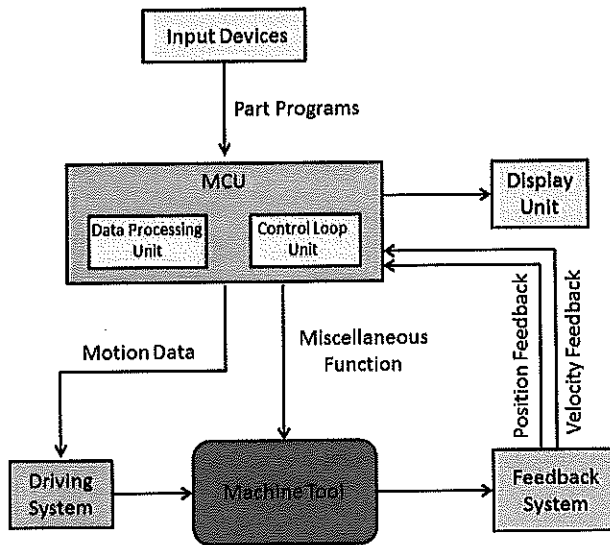 Input Devices
Part Programs
MCU
Data Processing
Unit
Control Loop
Unit
Display
Unit
Motion Data
Miscellaneous
Function
Position Feedback
Velocity Feedback
Driving
System
Machine Tool
Feedback
System